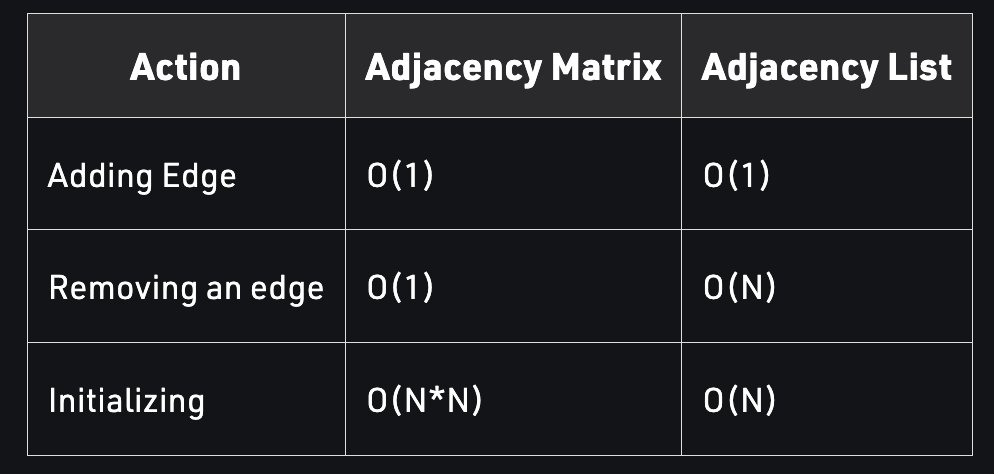 Action Adjacency Matrix Adjacency List
Adding Edge O(1) O(1)
Removing an edge O(1) O(N)
Initializing O(N*N) O(N)